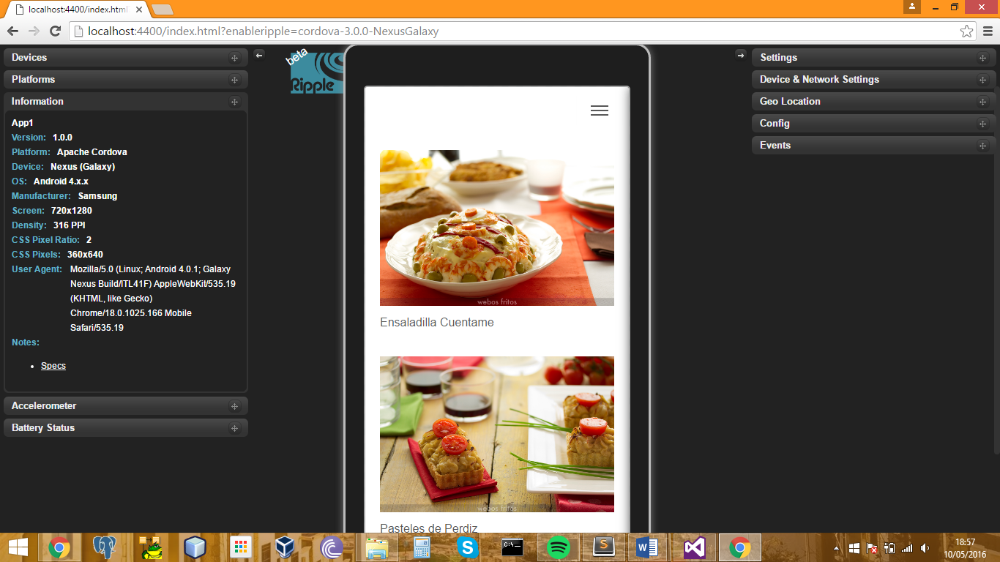 localhost:4400/index.html
localhost:4400/index.html?enableripple=cordova-3.0.0-NexusGalaxy
Devices
Platforms
Information
App1
Version: 1.0.0
Platform: Apache Cordova
Device: Nexus (Galaxy)
OS: Android 4.x.x
Manufacturer: Samsung
Screen: 720x1280
Density: 316 PPI
CSS Pixel Ratio: 2
CSS Pixels: 360x640
User Agent: Mozilla/5.0 (Linux; Android 4.0.1; Galaxy
Nexus Build/ITL41F) AppleWebKit/535.19
(KHTML, like Gecko)
Chrome/18.0.1025.166 Mobile
Safari/535.19
Notes:
Specs
Accelerometer
Battery Status
beta
Ripple
webos fritos
Ensaladilla Cuentame
webos fritos
Pasteles de Perdiz
Settings
Device & Network Settings
Geo Location
Config
Events
C:\
18:57
10/05/2016